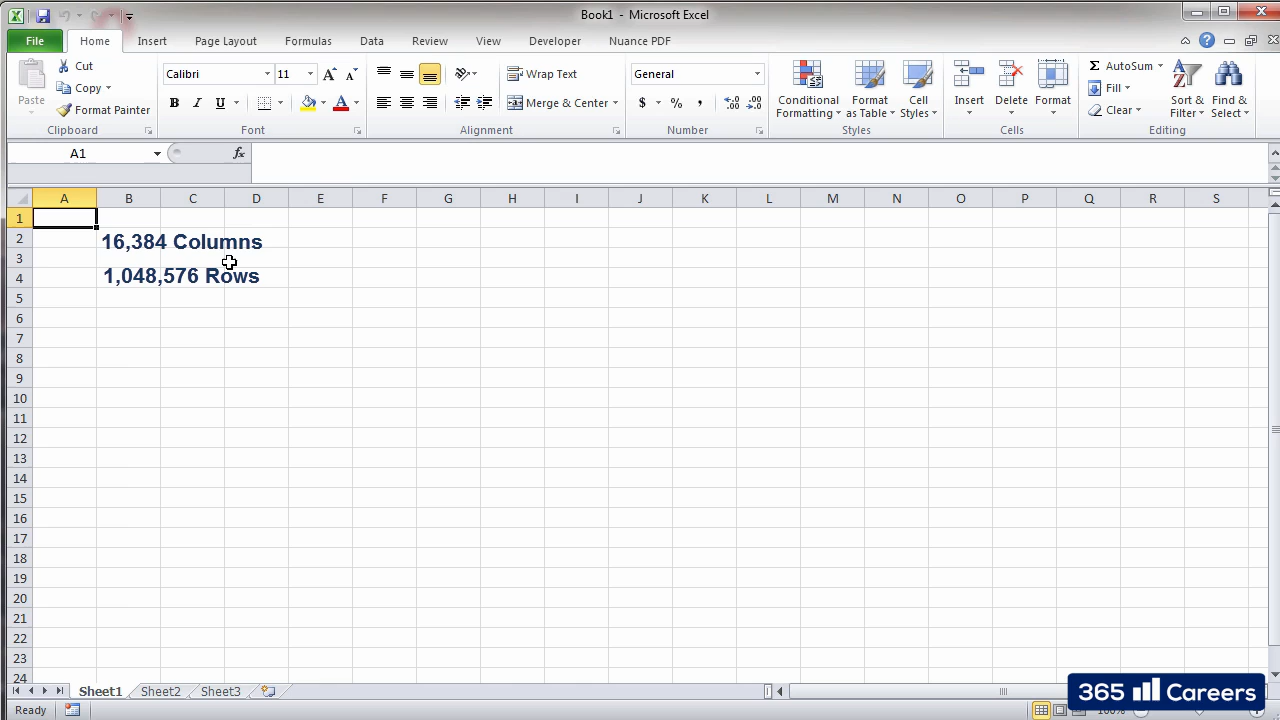 Book1 - Microsoft Excel
File Home Insert Page Layout Formulas Data Review View Developer Nuance PDF
Paste
Cut
Copy
Format Painter
Clipboard
Calibri 11
B I U
Font
Wrap Text
Merge & Center
Alignment
General
$ % ,
Number
Conditional Formatting
Format as Table
Cell Styles
Styles
Insert Delete Format
Cells
Σ AutoSum
Fill
Clear
Sort & Filter
Find & Select
Editing
A1 fx
A B C D E F G H J K L M N O P Q R S
1
2
16,384 Columns
3
1,048,576 Rows
4
5
6
7
8
9
10
11
12
13
14
15
16
17
18
19
20
21
22
23
24
Sheet1 Sheet2 Sheet3
365 Careers
Ready 100%